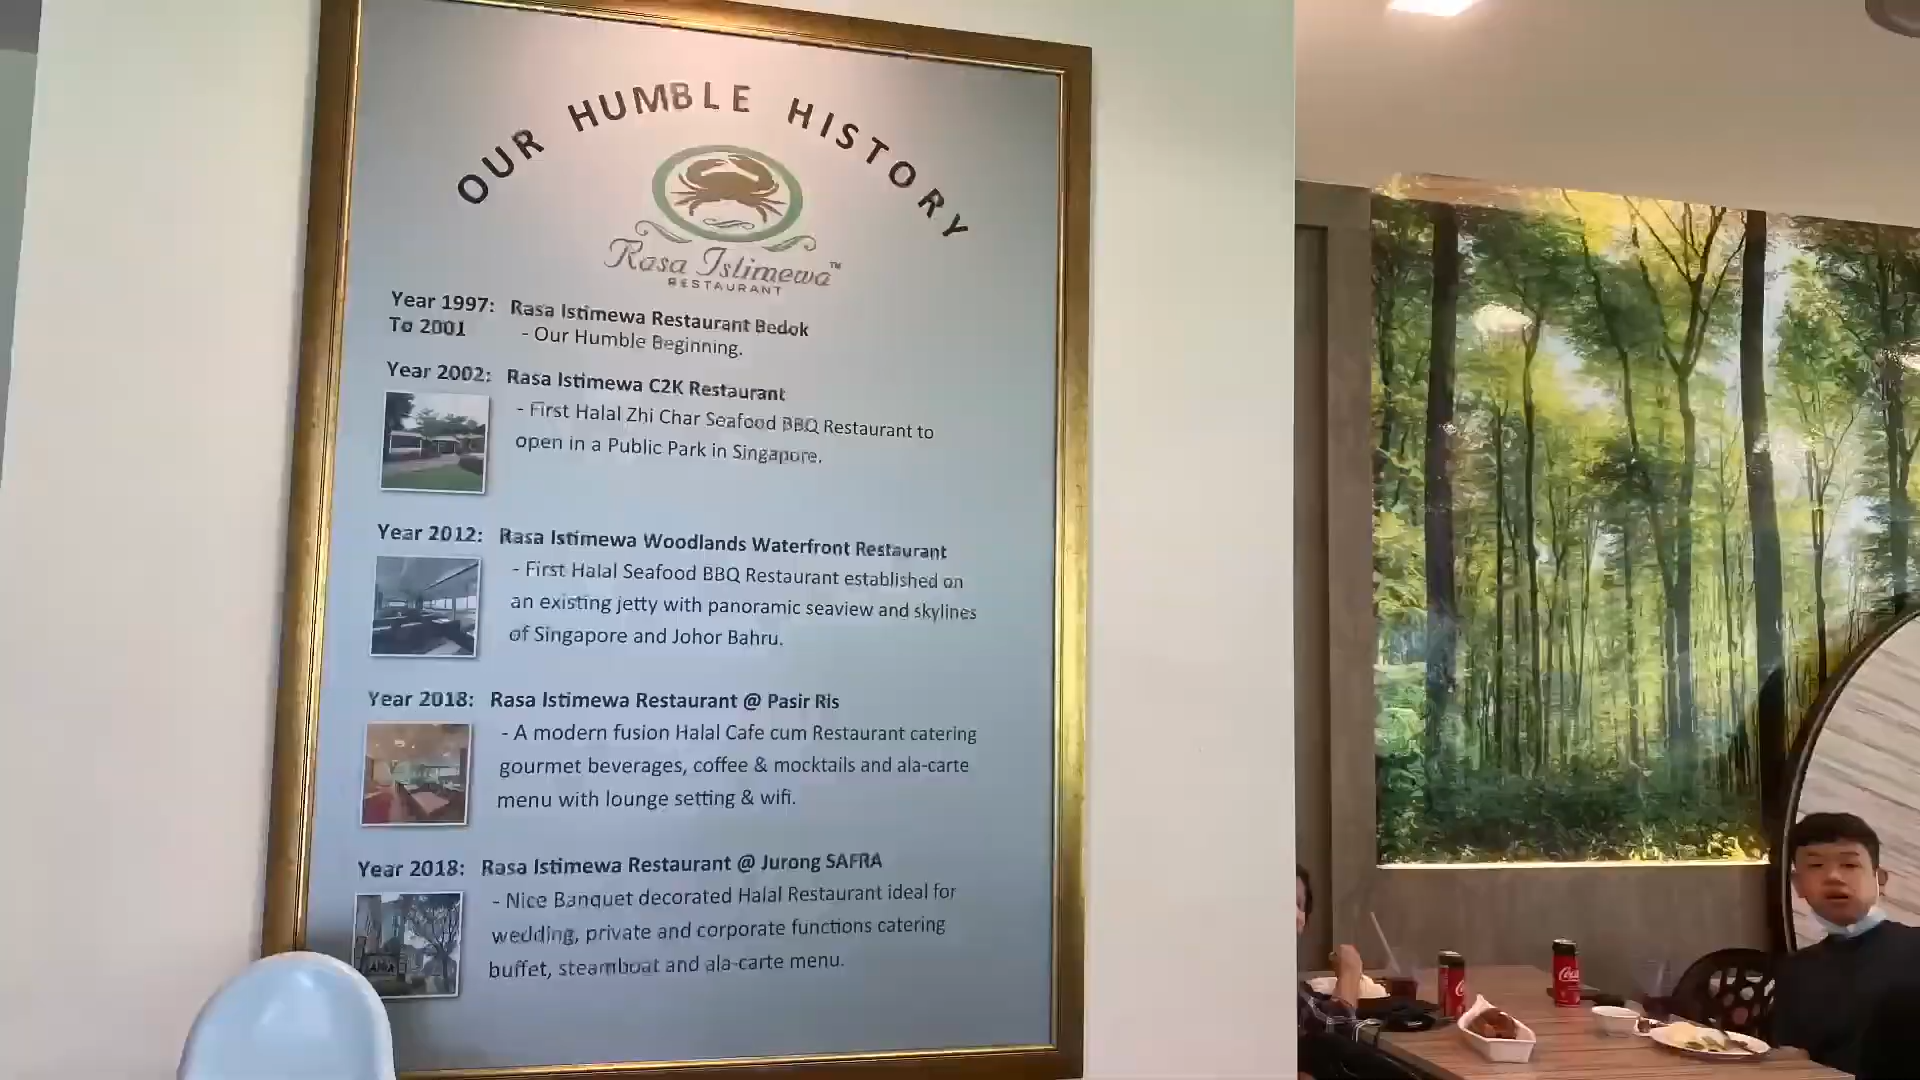 OUR HUMBLE HISTORY
Rasa Istimewa™
RESTAURANT
Year 1997: Rasa Istimewa Restaurant Bedok
To 2001 - Our Humble Beginning.
Year 2002: Rasa Istimewa C2K Restaurant
- First Halal Zhi Char Seafood BBQ Restaurant to
open in a Public Park in Singapore.
Year 2012: Rasa Istimewa Woodlands Waterfront Restaurant
- First Halal Seafood BBQ Restaurant established on
an existing jetty with panoramic seaview and skylines
of Singapore and Johor Bahru.
Year 2018: Rasa Istimewa Restaurant @ Pasir Ris
- A modern fusion Halal Cafe cum Restaurant catering
gourmet beverages, coffee & mocktails and ala-carte
menu with lounge setting & wifi.
Year 2018: Rasa Istimewa Restaurant @ Jurong SAFRA
- Nice Banquet decorated Halal Restaurant ideal for
wedding, private and corporate functions catering
buffet, steamboat and ala-carte menu.